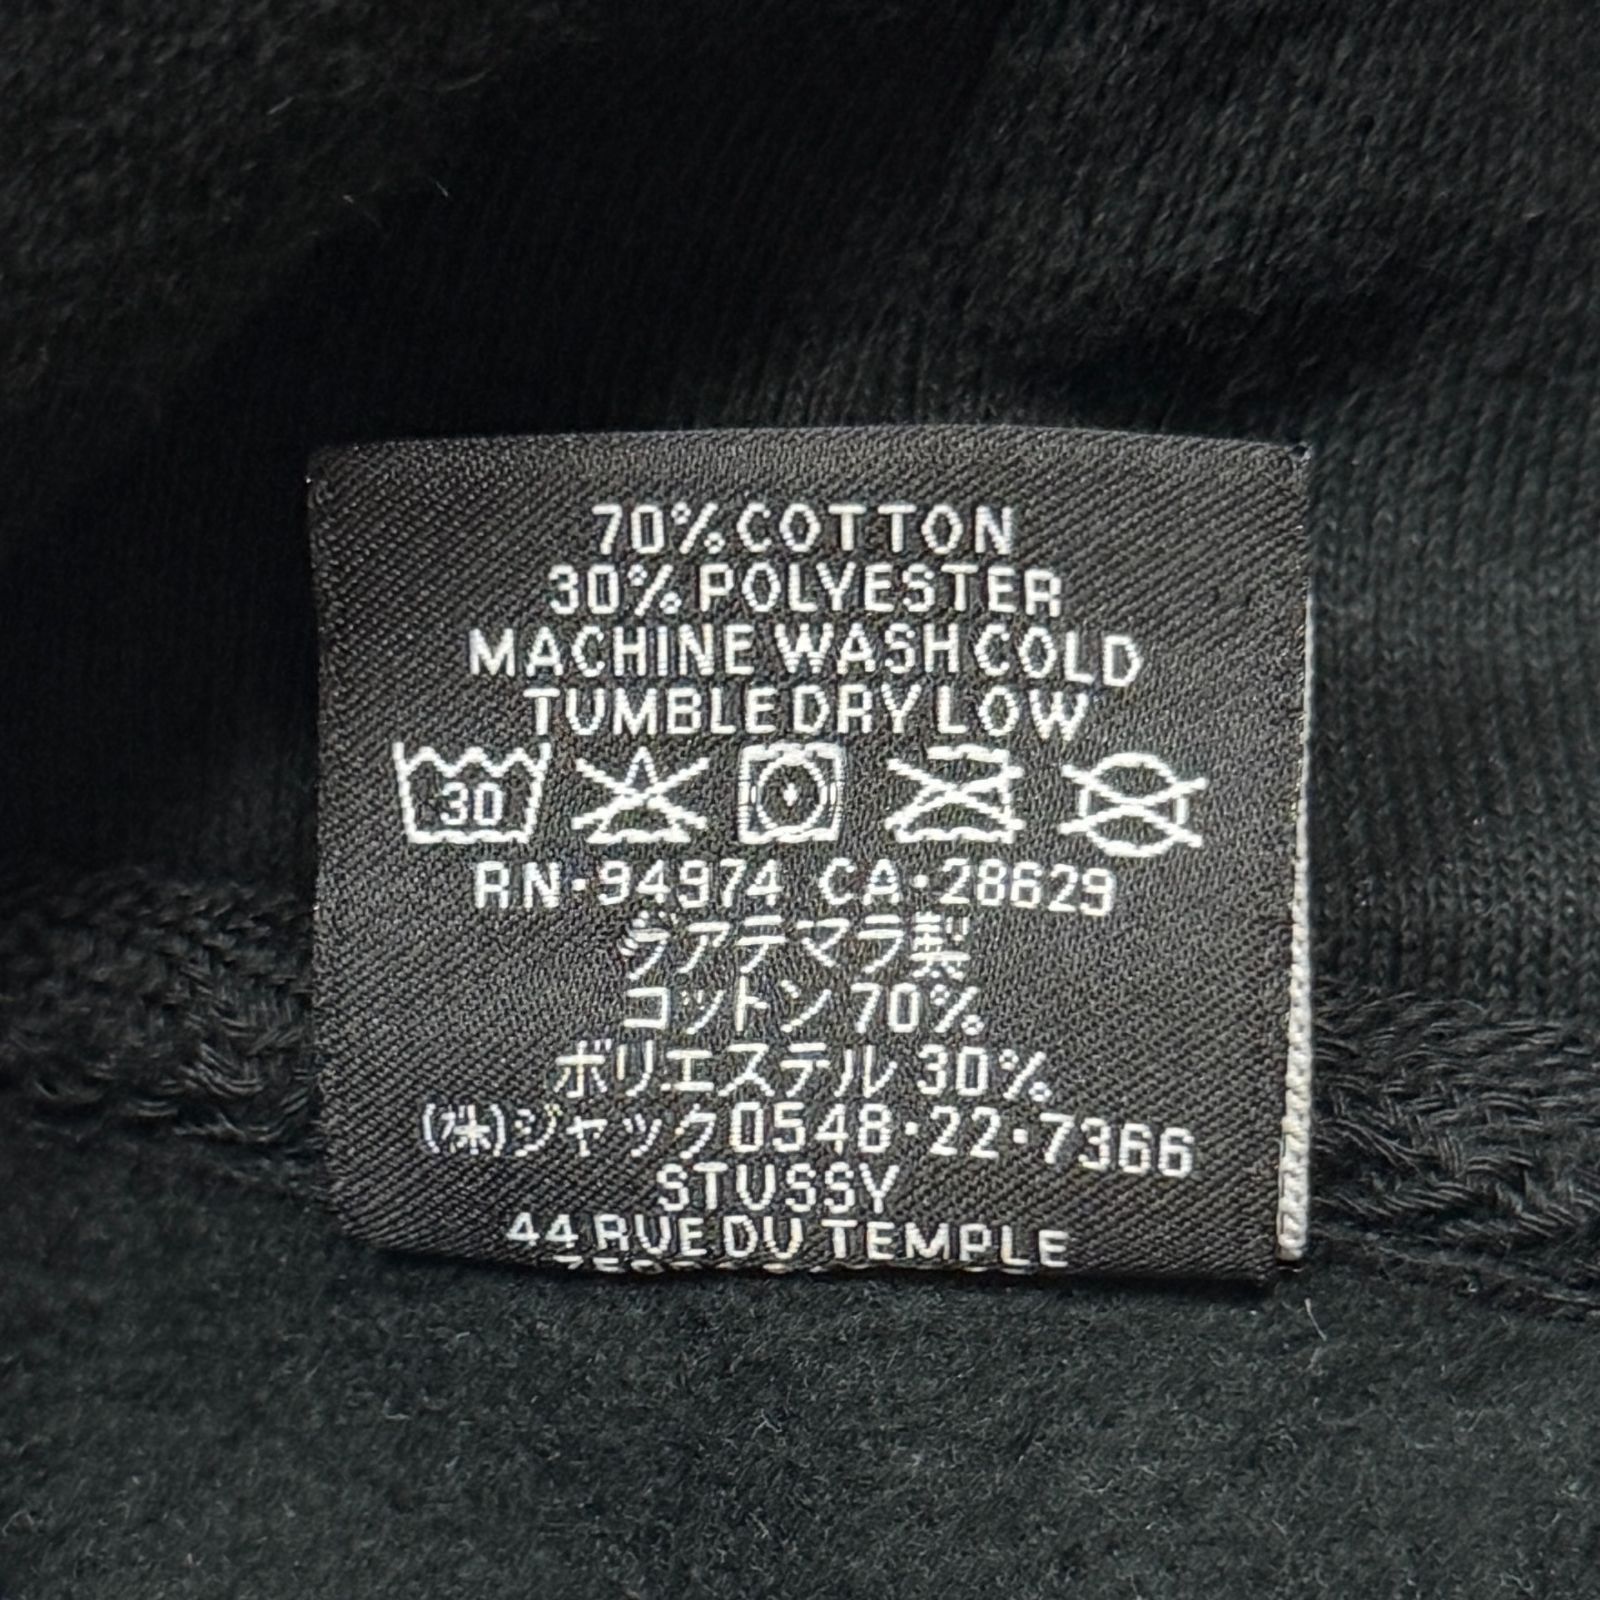 70% COTTON
30% POLYESTER
MACHINE WASH COLD
TUMBLE DRY LOW
30
RN·94974 CA·28629
グアテマラ製
コットン 70%
ポリエステル 30%
(株)ジャック0548·22·7366
STUSSY
44 RUE DU TEMPLE